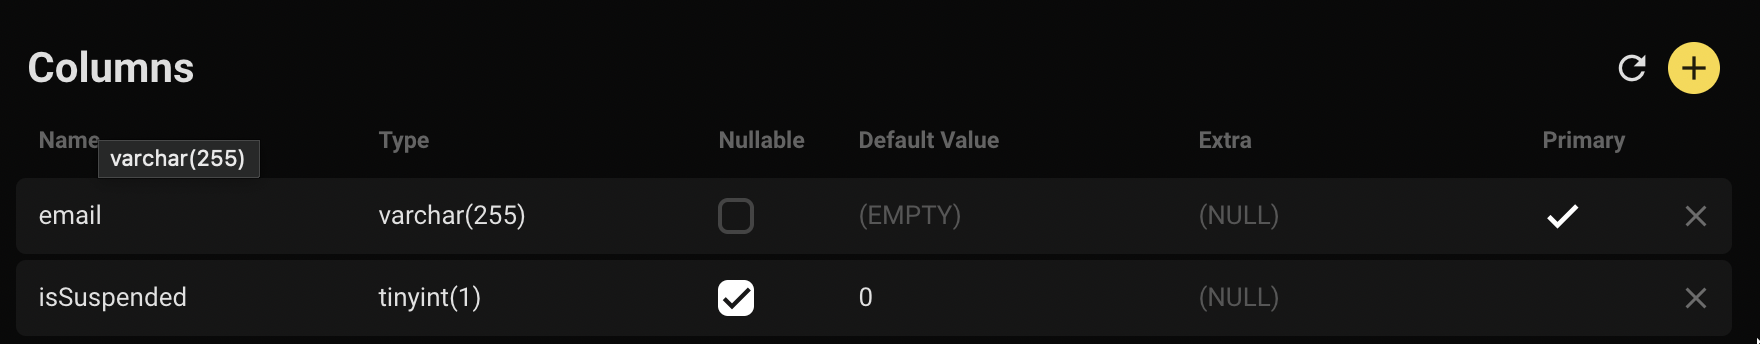 Columns
Name Type Nullable Default Value Extra Primary
varchar(255)
email varchar(255) (EMPTY) (NULL)
isSuspended tinyint(1) 0 (NULL)